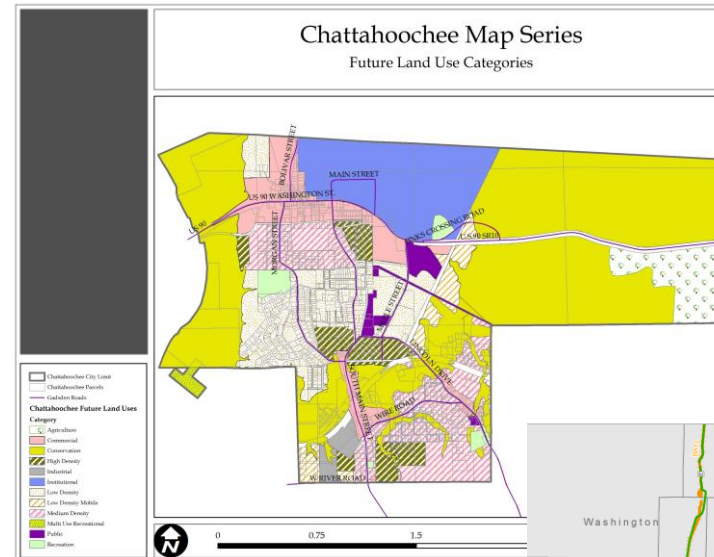 Chattahoochee Map Series
Future Land Use Categories
BOLIVAR STREET
MAIN STREET
US 90 WASHINGTON ST.
US 90
INKS CROSSING ROAD
U.S. 90 SR10
MORGAN STREET
LINCOLN DRIVE
SOUTH MAIN STREET
WIRE ROAD
W RIVER ROAD
Chattahoochee City Limit
Chattahoochee Parcels
Gadsden Roads
Chattahoochee Future Land Uses
Category
Agriculture
Commercial
Conservation
High Density
Industrial
Institutional
Low Density
Low Density Mobile
Medium Density
Multi Use Recreational
Public
Recreation
N
0 0.75 1.5
Washington